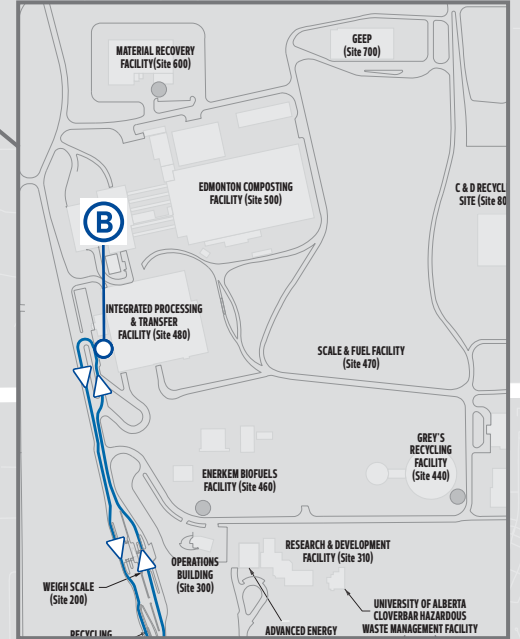 MATERIAL RECOVERY
FACILITY(Site 600)
GEEP
(Site 700)
EDMONTON COMPOSTING
FACILITY (Site 500)
C & D RECYCL
SITE (Site 80
B
INTEGRATED PROCESSING
& TRANSFER
FACILITY (Site 480)
SCALE & FUEL FACILITY
(Site 470)
GREY'S
RECYCLING
FACILITY
(Site 440)
ENERKEM BIOFUELS
FACILITY (Site 460)
RESEARCH & DEVELOPMENT
FACILITY (Site 310)
OPERATIONS
BUILDING
(Site 300)
WEIGH SCALE
(Site 200)
UNIVERSITY OF ALBERTA
CLOVERBAR HAZARDOUS
WASTE MANAGEMENT FACILITY
ADVANCED ENERGY
RECYCLING